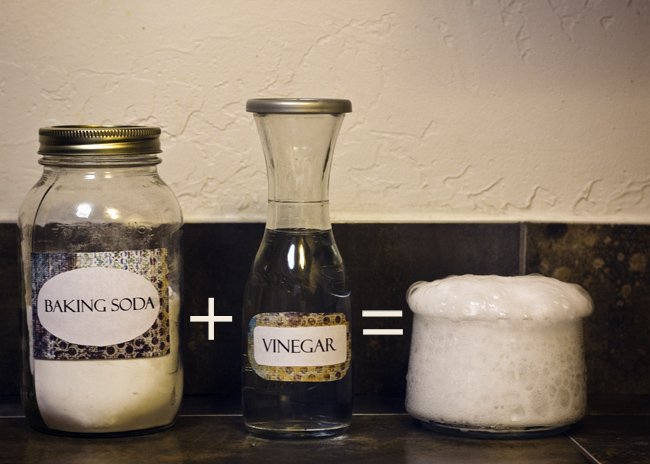 BAKING SODA
+
VINEGAR
=